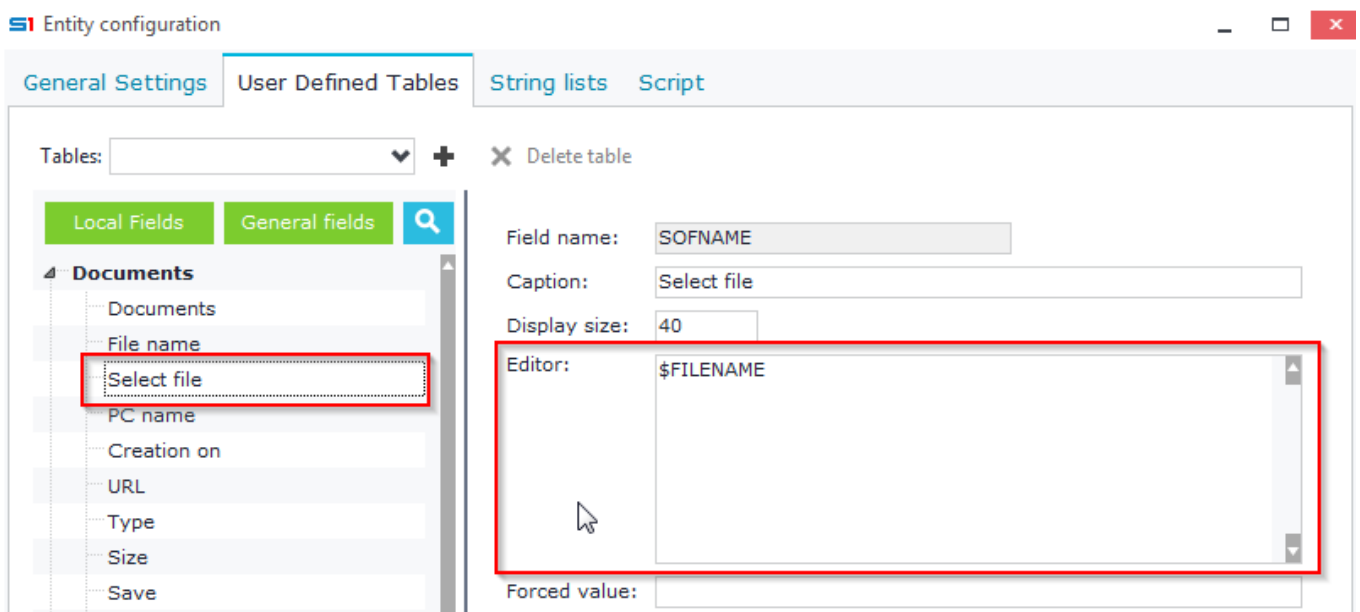 S1 Entity configuration
General Settings User Defined Tables String lists Script
Tables: Delete table
Local Fields General fields
Documents
Documents
File name
Select file
PC name
Creation on
URL
Type
Size
Save
Field name: SOFNAME
Caption: Select file
Display size: 40
Editor: $FILENAME
Forced value: